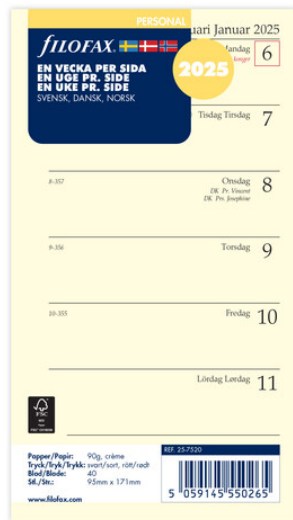 PERSONAL
uari Januar 2025
fILOFAX.
2025
EN VECKA PER SIDA
EN UGE PR. SIDE
EN UKE PR. SIDE
SVENSK, DANSK, NORSK
6
Tisdag Tirsdag 7
8-357 Onsdag 8
DK Pr. Vincent
DK Prs. Josephine
9-356 Torsdag 9
10-355 Fredag 10
Lördag Lørdag 11
FSC
Papper/Papir: 90g, crème
Tryck/Tryk/Trykk: svart/sort, rött/rødt
Blad/Blade: 40
Stl./Str.: 95mm x 171mm
www.filofax.com
REF. 25-7520
5 059145 550265